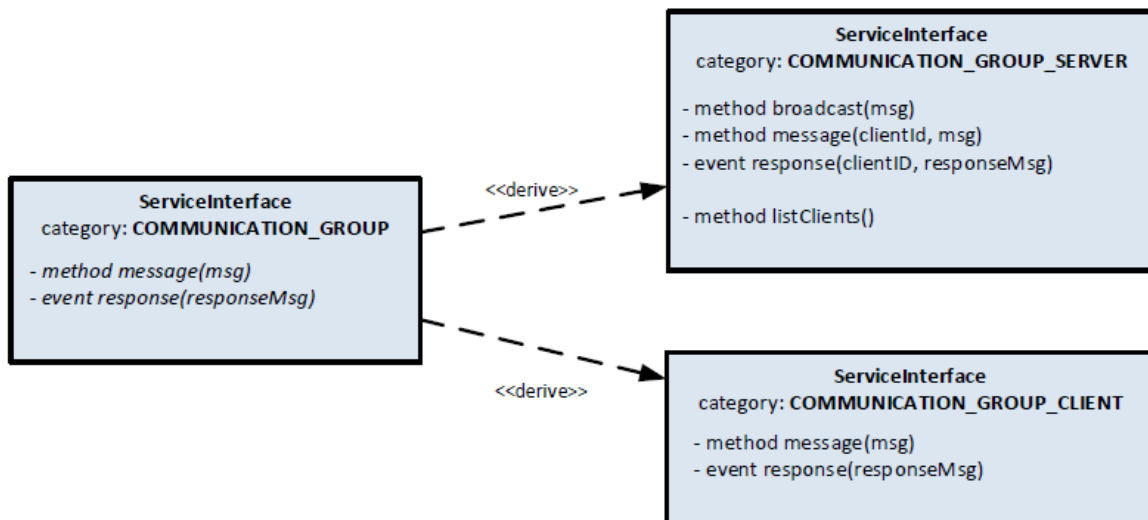 ServiceInterface
category: COMMUNICATION_GROUP
- method message(msg)
- event response(responseMsg)
<<derive>>
<<derive>>
ServiceInterface
category: COMMUNICATION_GROUP_SERVER
- method broadcast(msg)
- method message(clientId, msg)
- event response(clientID, responseMsg)
- method listClients()
ServiceInterface
category: COMMUNICATION_GROUP_CLIENT
- method message(msg)
- event response(responseMsg)